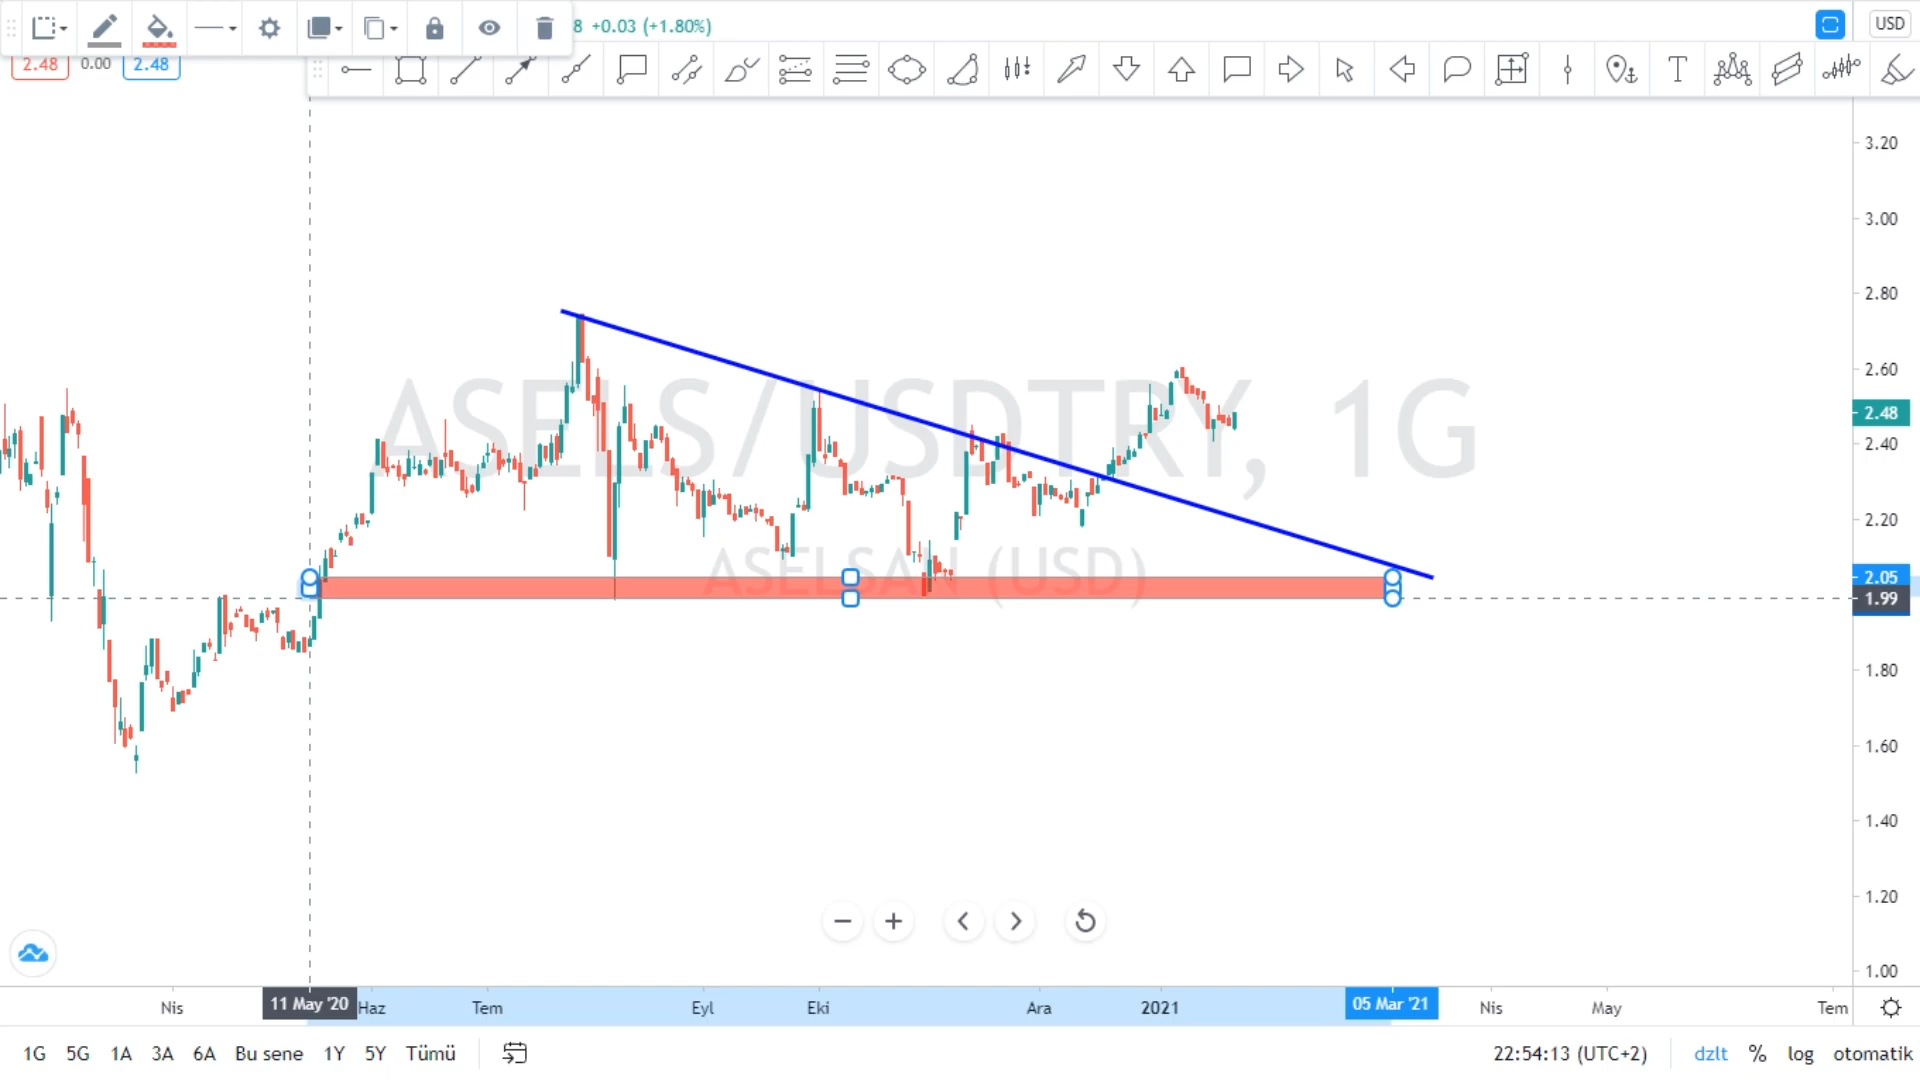 8 +0.03 (+1.80%)
USD
2.48 0.00 2.48
3.20
3.00
2.80
2.60
2.48
2.40
2.20
2.05
1.99
1.80
1.60
1.40
1.20
1.00
ASELS/USDTRY, 1G
ASELSAN (USD)
Nis 11 May '20 Haz Tem Eyl Eki Ara 2021 05 Mar '21 Nis May Tem
1G 5G 1A 3A 6A Bu sene 1Y 5Y Tümü 22:54:13 (UTC+2) dzlt % log otomatik